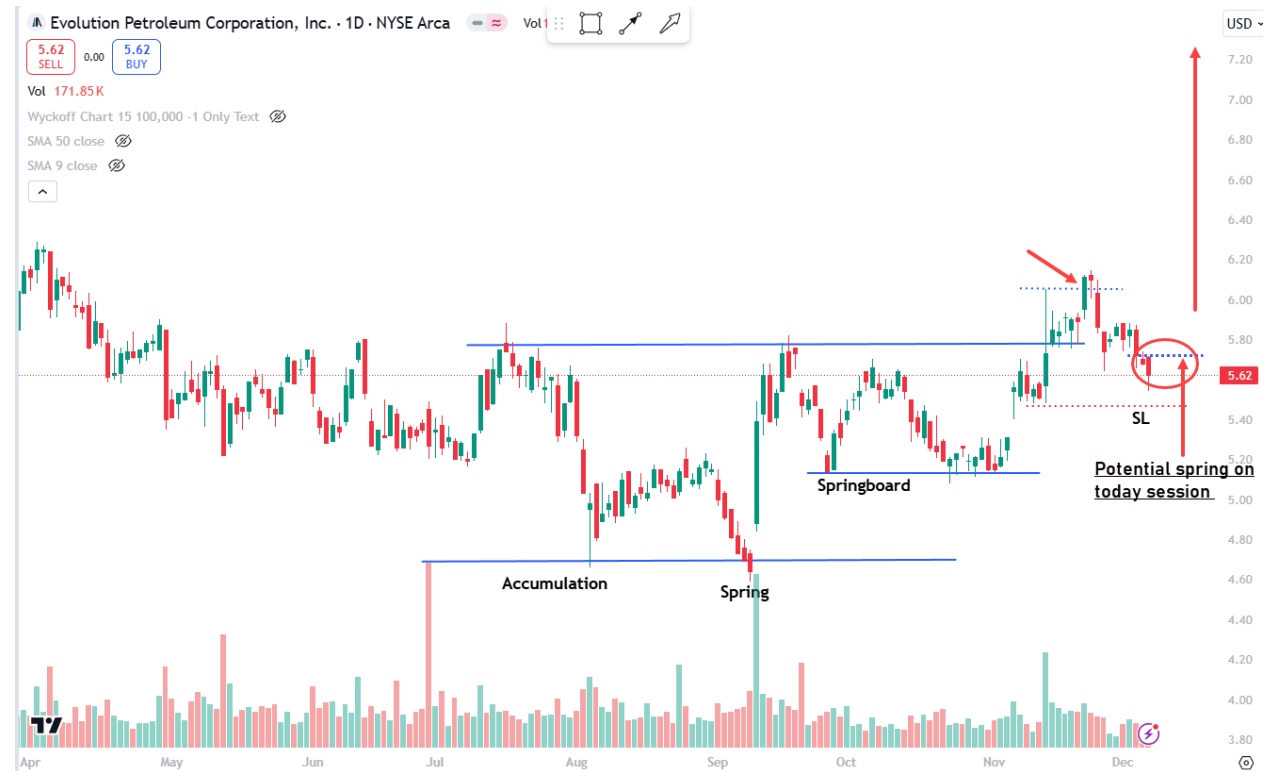 Evolution Petroleum Corporation, Inc. · 1D · NYSE Arca
Vol1
USD
5.62
SELL
0.00
5.62
BUY
Vol 171.85K
Wyckoff Chart 15 100,000 -1 Only Text
SMA 50 close
SMA 9 close
7.20
7.00
6.80
6.60
6.40
6.20
6.00
5.80
5.62
5.40
5.20
5.00
4.80
4.60
4.40
4.20
4.00
3.80
SL
Potential spring on
today session
Springboard
Accumulation
Spring
Apr
May
Jun
Jul
Aug
Sep
Oct
Nov
Dec